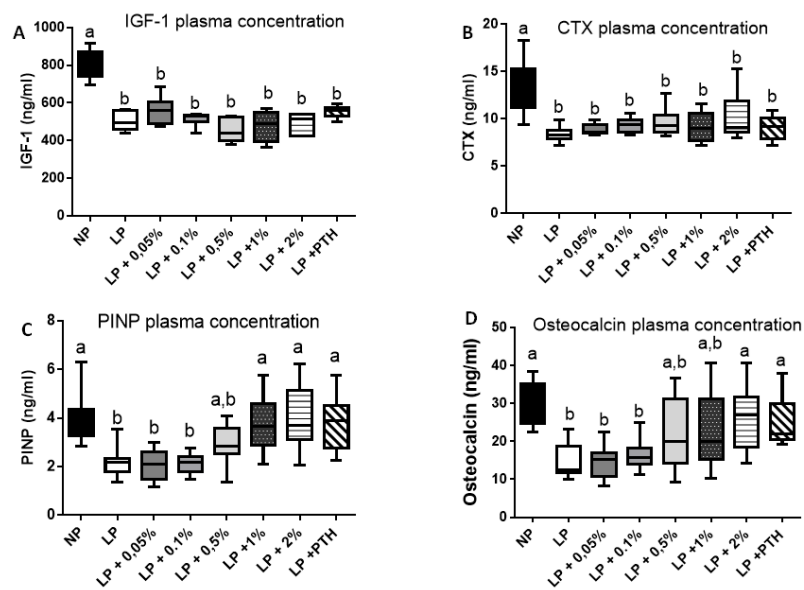 A
IGF-1 plasma concentration
IGF-1 (ng/ml)
1000
800
600
400
200
0
a
b
b
b
b
b
b
b
NP
LP
LP + 0,05%
LP + 0.1%
LP + 0,5%
LP +1%
LP + 2%
LP +PTH
B
CTX plasma concentration
CTX (ng/ml)
20
15
10
5
0
a
b
b
b
b
b
b
b
NP
LP
LP + 0,05%
LP + 0.1%
LP + 0,5%
LP +1%
LP + 2%
LP +PTH
C
PINP plasma concentration
PINP (ng/ml)
8
6
4
2
0
a
b
b
b
a,b
a
a
a
NP
LP
LP + 0,05%
LP + 0.1%
LP + 0,5%
LP +1%
LP + 2%
LP +PTH
D
Osteocalcin plasma concentration
Osteocalcin (ng/ml)
50
40
30
20
10
0
a
b
b
b
a,b
a,b
a
a
NP
LP
LP + 0,05%
LP + 0.1%
LP + 0,5%
LP +1%
LP + 2%
LP +PTH